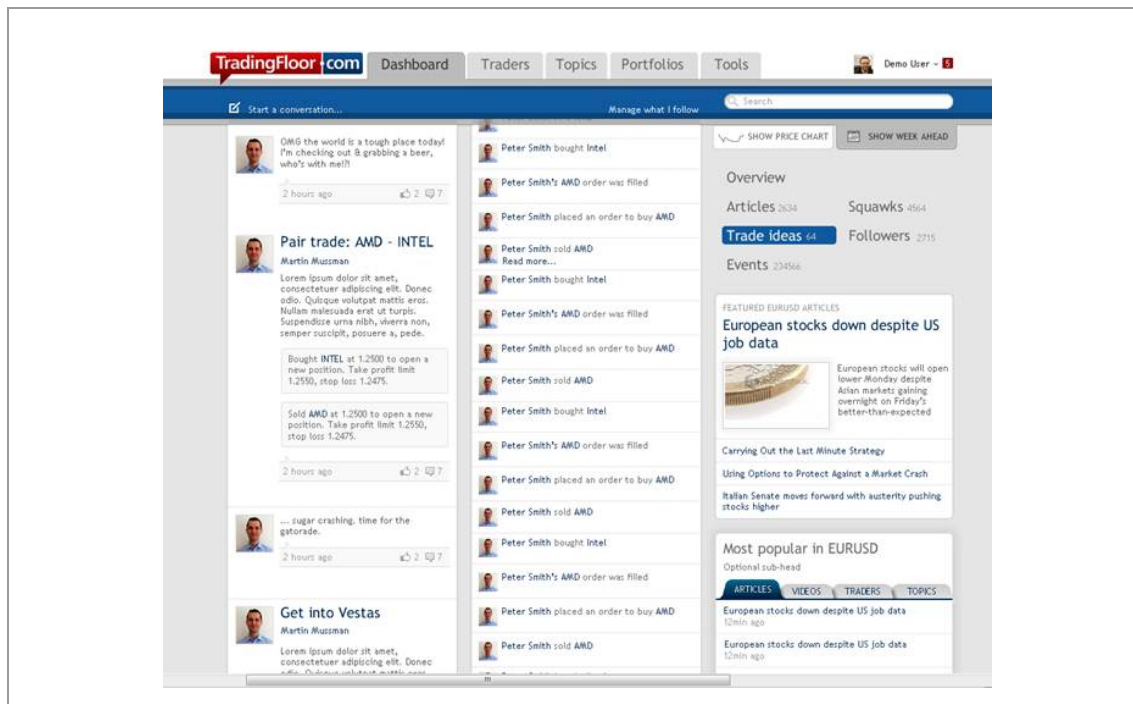 TradingFloor.com
Dashboard
Traders
Topics
Portfolios
Tools
Demo User
5
Start a conversation...
Manage what I follow
Search
OMG the world is a tough place today!
I'm checking out & grabbing a beer,
who's with me!?!
2 hours ago 2 7
Pair trade: AMD - INTEL
Martin Mussman
Lorem ipsum dolor sit amet,
consectetuer adipiscing elit. Donec
odio. Quisque volutpat mattis eros.
Nullam malesuada erat ut turpis.
Suspendisse urna nibh, viverra non,
semper suscipit, posuere a, pede.
Bought INTEL at 1.2500 to open a
new position. Take profit limit
1.2550, stop loss 1.2475.
Sold AMD at 1.2500 to open a new
position. Take profit limit 1.2550,
stop loss 1.2475.
2 hours ago 2 7
... sugar crashing. time for the
gatorade.
2 hours ago 2 7
Get into Vestas
Martin Mussman
Lorem ipsum dolor sit amet,
consectetuer adipiscing elit. Donec
Peter Smith bought Intel
Peter Smith's AMD order was filled
Peter Smith placed an order to buy AMD
Peter Smith sold AMD
Read more...
Peter Smith bought Intel
Peter Smith's AMD order was filled
Peter Smith placed an order to buy AMD
Peter Smith sold AMD
Peter Smith bought Intel
Peter Smith's AMD order was filled
Peter Smith placed an order to buy AMD
Peter Smith sold AMD
Peter Smith bought Intel
Peter Smith's AMD order was filled
Peter Smith placed an order to buy AMD
Peter Smith sold AMD
SHOW PRICE CHART
SHOW WEEK AHEAD
Overview
Articles 2634
Squawks 4564
Trade ideas 64
Followers 2715
Events 234566
FEATURED EURUSD ARTICLES
European stocks down despite US
job data
European stocks will open
lower Monday despite
Asian markets gaining
overnight on Friday's
better-than-expected
Carrying Out the Last Minute Strategy
Using Options to Protect Against a Market Crash
Italian Senate moves forward with austerity pushing
stocks higher
Most popular in EURUSD
Optional sub-head
ARTICLES
VIDEOS
TRADERS
TOPICS
European stocks down despite US job data
12min ago
European stocks down despite US job data
12min ago